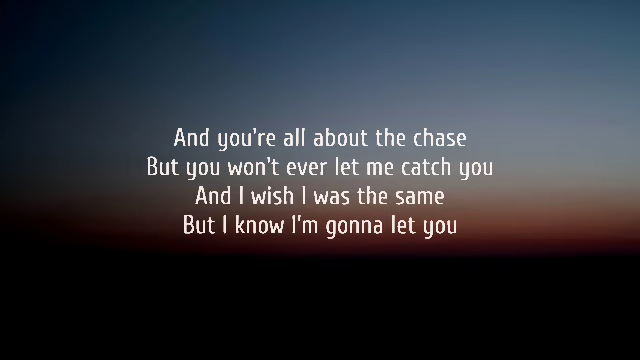 And you're all about the chase
But you won't ever let me catch you
And I wish I was the same
But I know I'm gonna let you